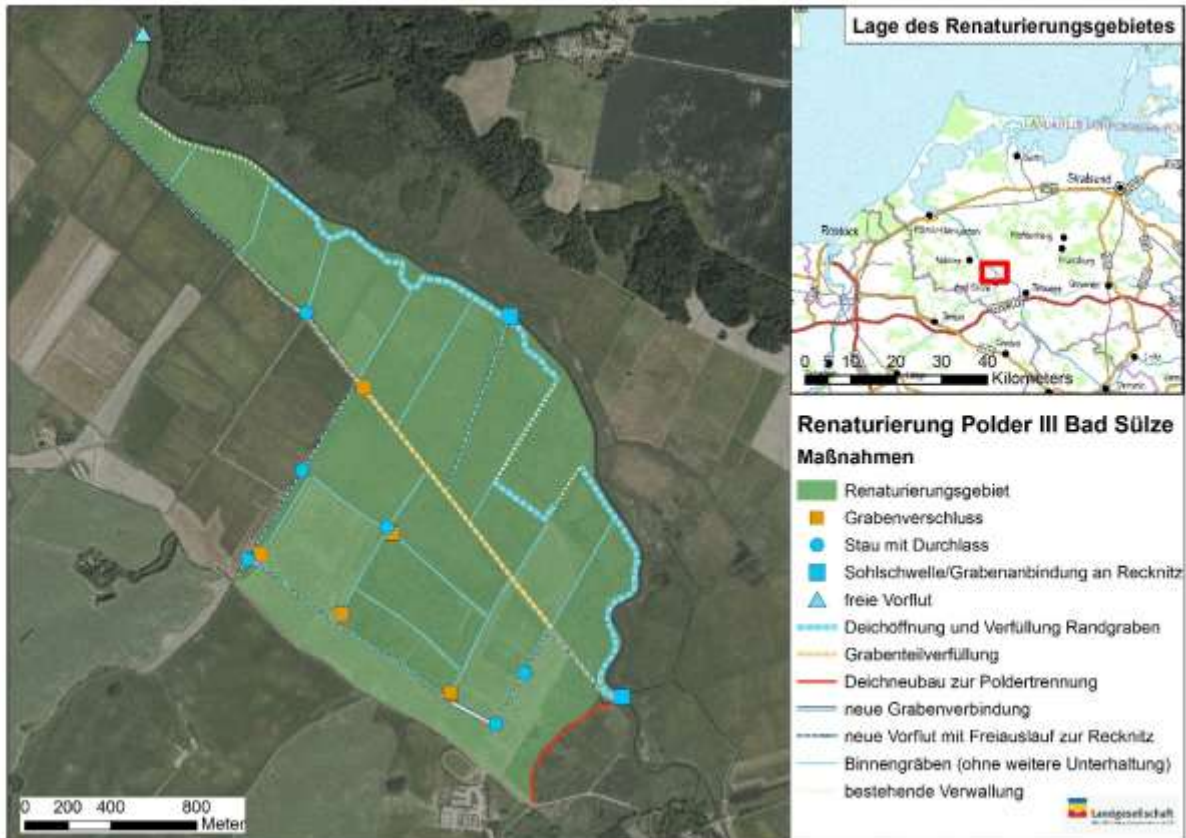 Lage des Renaturierungsgebietes
Stralsund
Rostock
0 5 10 20 30 40
Kilometers
Renaturierung Polder III Bad Sülze
Maßnahmen
Renaturierungsgebiet
Grabenverschluss
Stau mit Durchlass
Sohlschwelle/Grabenanbindung an Recknitz
freie Vorflut
Deichöffnung und Verfüllung Randgraben
Grabenteilverfüllung
Deichneubau zur Poldertrennung
neue Grabenverbindung
neue Vorflut mit Freiauslauf zur Recknitz
Binnengräben (ohne weitere Unterhaltung)
bestehende Verwallung
Landgesellschaft
0 200 400 800
Meter